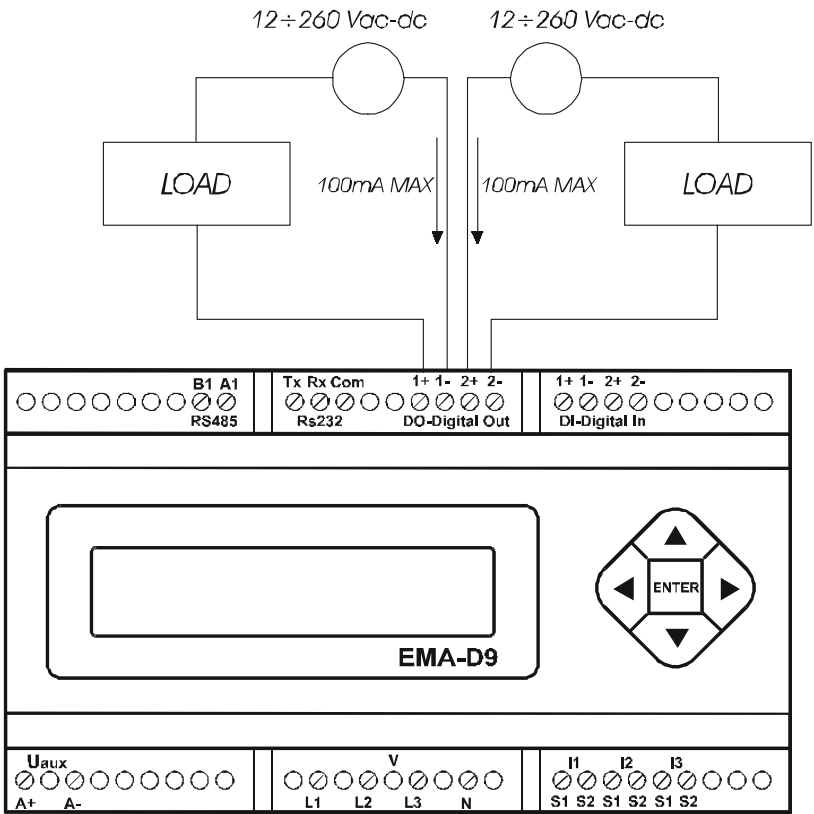 12÷260 Vac-dc 12÷260 Vac-dc
LOAD 100mA MAX 100mA MAX LOAD
B1 A1 Tx Rx Com 1+ 1- 2+ 2- 1+ 1- 2+ 2-
RS485 Rs232 DO-Digital Out DI-Digital In
ENTER
EMA-D9
Uaux V I1 I2 I3
A+ A- L1 L2 L3 N S1 S2 S1 S2 S1 S2